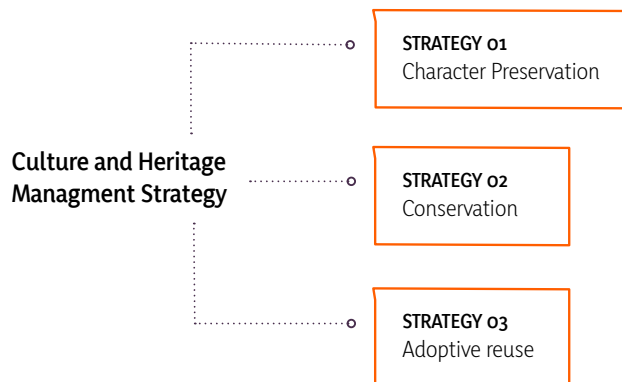 STRATEGY 01
Character Preservation
Culture and Heritage
Managment Strategy
STRATEGY 02
Conservation
STRATEGY 03
Adoptive reuse